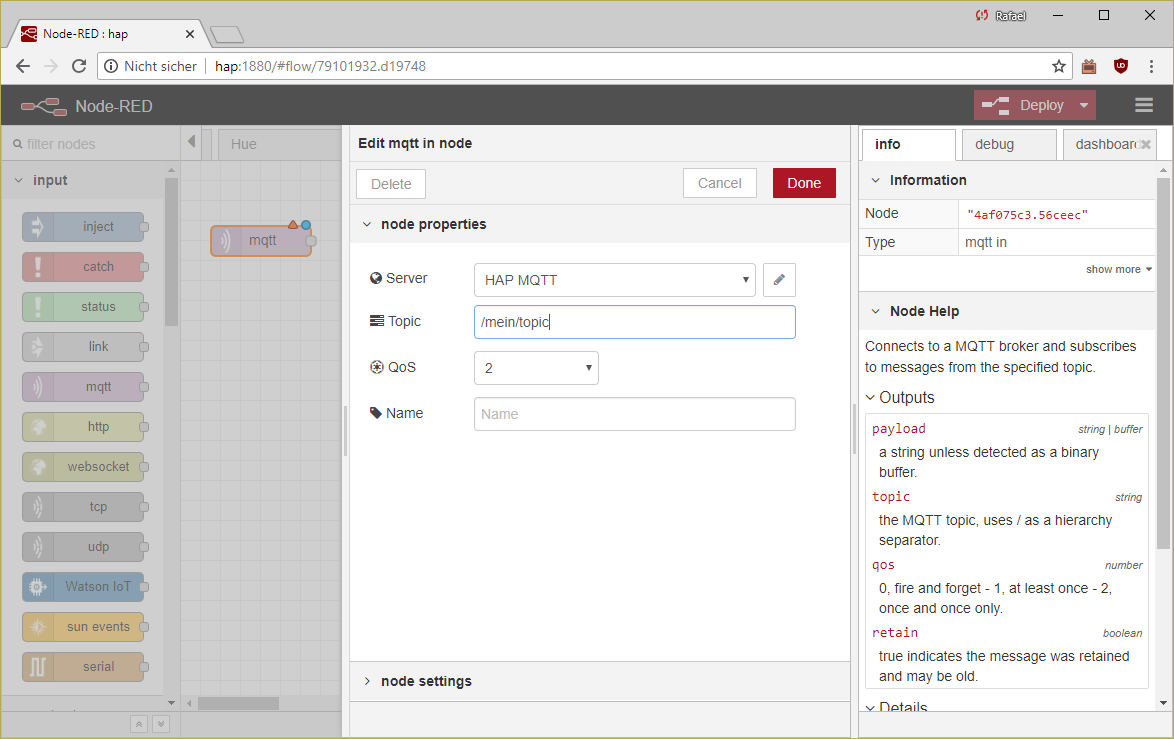 Rafael
Node-RED : hap
Nicht sicher
hap:1880/#flow/79101932.d19748
Node-RED
Deploy
filter nodes
input
inject
catch
status
link
mqtt
http
websocket
tcp
udp
Watson IoT
sun events
serial
Hue
mqtt
Edit mqtt in node
Delete
Cancel
Done
node properties
Server
HAP MQTT
Topic
/mein/topic
QoS
2
Name
Name
node settings
info
debug
dashboard
Information
Node
"4af075c3.56ceec"
Type
mqtt in
show more
Node Help
Connects to a MQTT broker and subscribes
to messages from the specified topic.
Outputs
payload
string | buffer
a string unless detected as a binary
buffer.
topic
string
the MQTT topic, uses / as a hierarchy
separator.
qos
number
0, fire and forget - 1, at least once - 2,
once and once only.
retain
boolean
true indicates the message was retained
and may be old.
Details